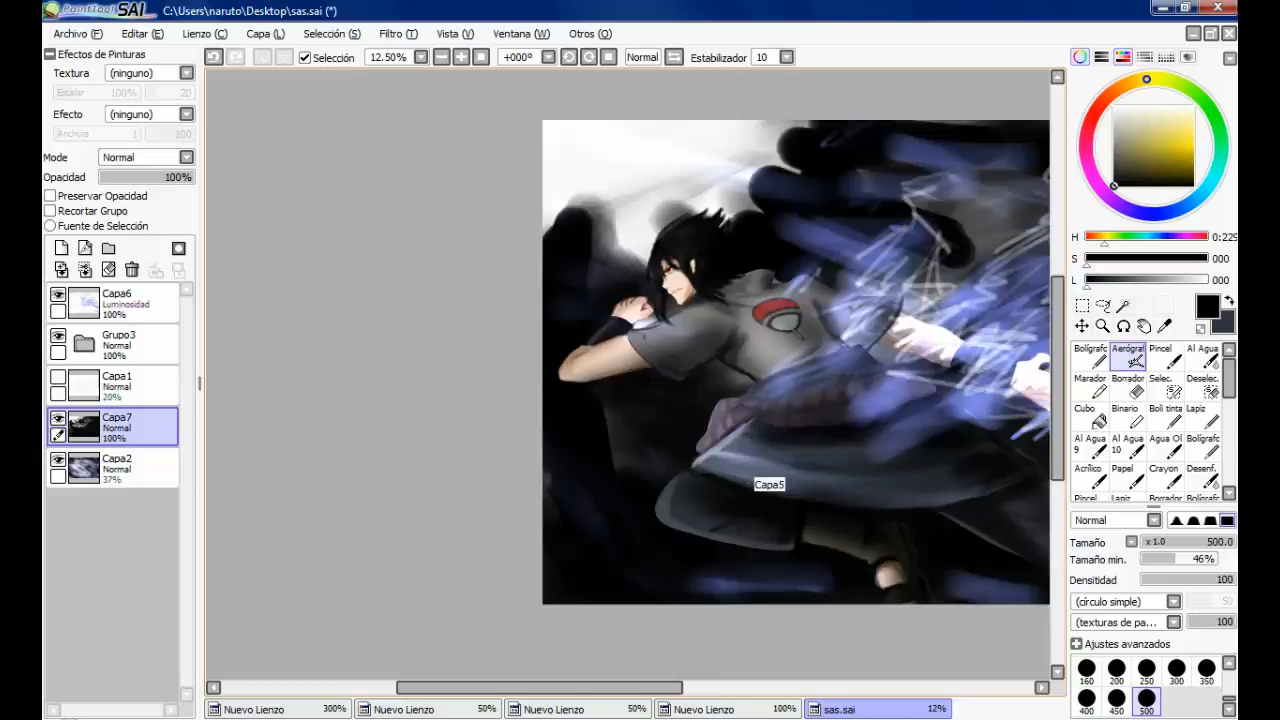 PaintTool SAI C:\Users\naruto\Desktop\sas.sai (*)
Archivo (F) Editar (E) Lienzo (C) Capa (L) Selección (S) Filtro (T) Vista (V) Ventana (W) Otros (O)
Efectos de Pinturas
Selección 12.50% +000º Normal Estabilizador 10
Textura (ninguno)
Escalar 100% 20
Efecto (ninguno)
Anchura 1 100
Mode Normal
Opacidad 100%
Preservar Opacidad
Recortar Grupo
Fuente de Selección
Capa6
Luminosidad
100%
Grupo3
Normal
100%
Capa1
Normal
20%
Capa7
Normal
100%
Capa2
Normal
37%
Capa5
H 0:229
S 000
L 000
Bolígrafo Aerógraf Pincel Al Agua
Marador Borrador Selec. Deselec.
Cubo Binario Boli tinta Lapiz
Al Agua 9 Al Agua 10 Agua Ol Bolígrafo
Acrílico Papel Crayon Desenf.
Pincel Lapiz Borrador Bolígrf
Normal
Tamaño x 1.0 500.0
Tamaño min. 46%
Densitidad 100
(círculo simple) 50
(texturas de pa... 100
Ajustes avanzados
160 200 250 300 350
400 450 500
Nuevo Lienzo 300% Nuevo Lienzo 50% Nuevo Lienzo 50% Nuevo Lienzo 100% sas.sai 12%